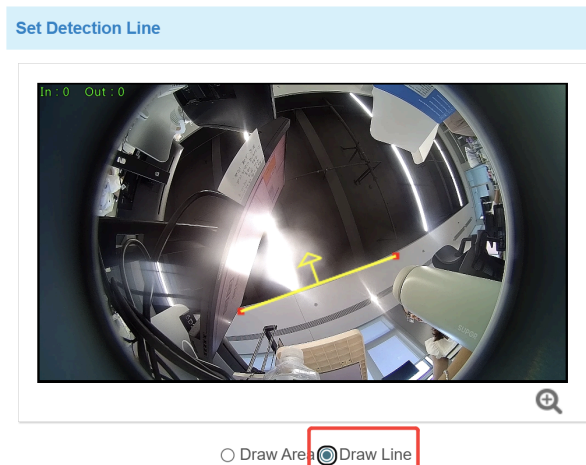 Set Detection Line
In : 0 Out : 0
Draw Area Draw Line